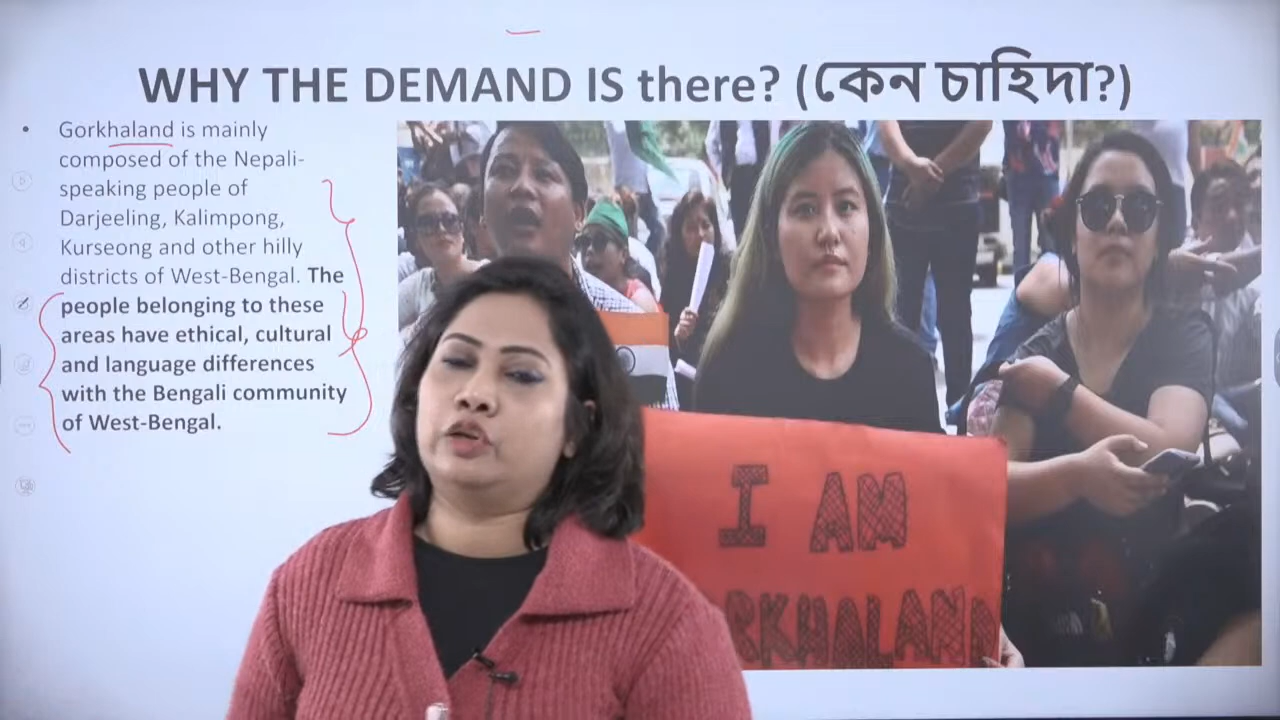 WHY THE DEMAND IS there? (কেন চাহিদা?)
• Gorkhaland is mainly
composed of the Nepali-
speaking people of
Darjeeling, Kalimpong,
Kurseong and other hilly
districts of West-Bengal. The
people belonging to these
areas have ethical, cultural
and language differences
with the Bengali community
of West-Bengal.
I AM
RKHALAND